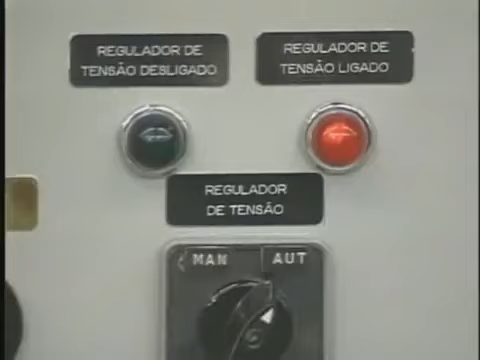 REGULADOR DE
TENSÃO DESLIGADO
REGULADOR DE
TENSÃO LIGADO
REGULADOR
DE TENSÃO
MAN AUT